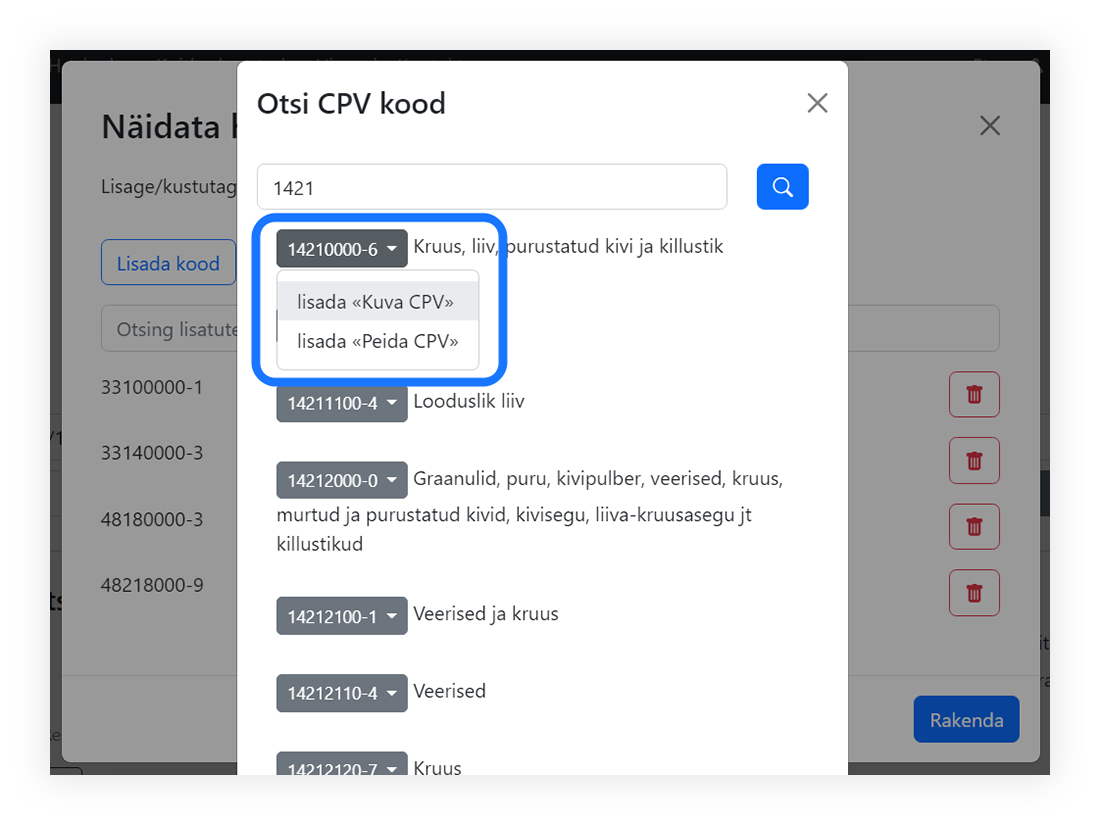 Otsi CPV kood
Näidata
Lisage/kustutag
1421
14210000-6 Kruus, liiv, purustatud kivi ja killustik
Lisada kood
lisada «Kuva CPV»
lisada «Peida CPV»
Otsing lisatute
33100000-1
14211100-4 Looduslik liiv
33140000-3
14212000-0 Graanulid, puru, kivipulber, veerised, kruus,
murtud ja purustatud kivid, kivisegu, liiva-kruusasegu jt
killustikud
48180000-3
48218000-9
14212100-1 Veerised ja kruus
14212110-4 Veerised
Rakenda
14212120-7 Kruus